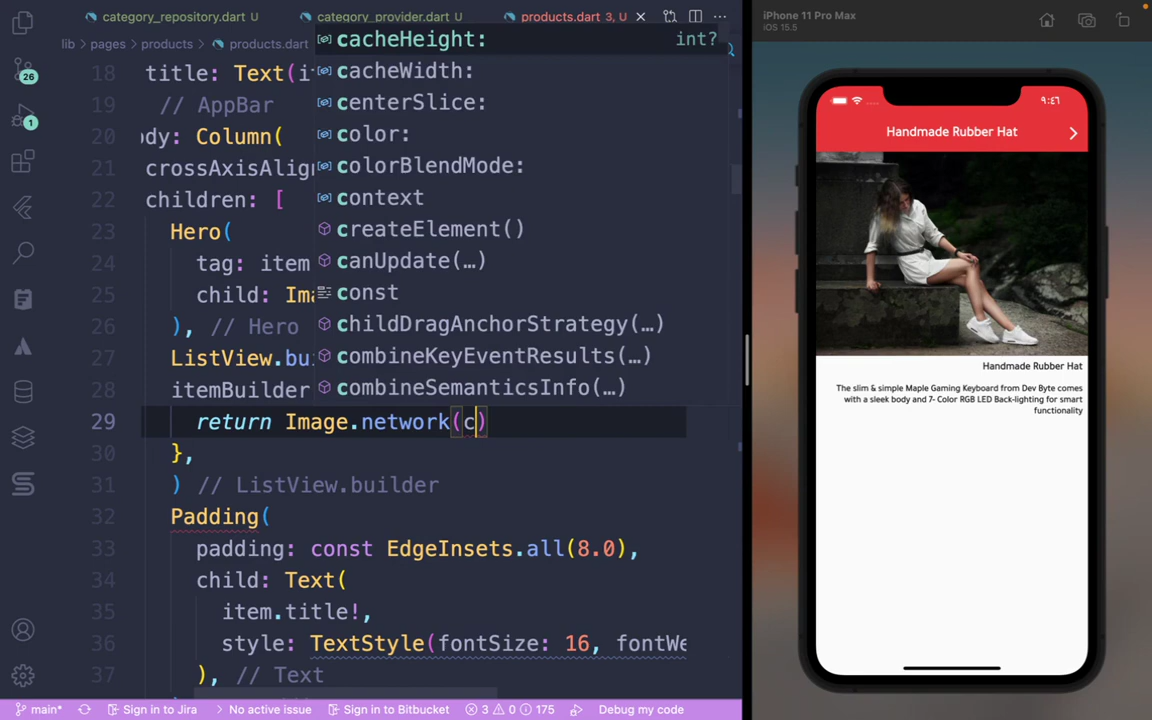 category_repository.dart U
category_provider.dart U
products.dart 3, U
lib > pages > products > products.dart
18 title: Text(i
19 // AppBar
20 dy: Column(
21 crossAxisAlign
22 children: [
23 Hero(
24 tag: item
25 child: Ima
26 ), // Hero
27 ListView.bui
28 itemBuilder
29 return Image.network(c)
30 },
31 ) // ListView.builder
32 Padding(
33 padding: const EdgeInsets.all(8.0),
34 child: Text(
35 item.title!,
36 style: TextStyle(fontSize: 16, fontWe
37 ), // Text
cacheHeight: int?
cacheWidth:
centerSlice:
color:
colorBlendMode:
context
createElement()
canUpdate(…)
const
childDragAnchorStrategy(…)
combineKeyEventResults(…)
combineSemanticsInfo(…)
26
1
main*
Sign in to Jira
No active issue
Sign in to Bitbucket
3 0 175
Debug my code
iPhone 11 Pro Max
iOS 15.5
٩:٤٦
Handmade Rubber Hat
Handmade Rubber Hat
The slim & simple Maple Gaming Keyboard from Dev Byte comes
with a sleek body and 7- Color RGB LED Back-lighting for smart
functionality